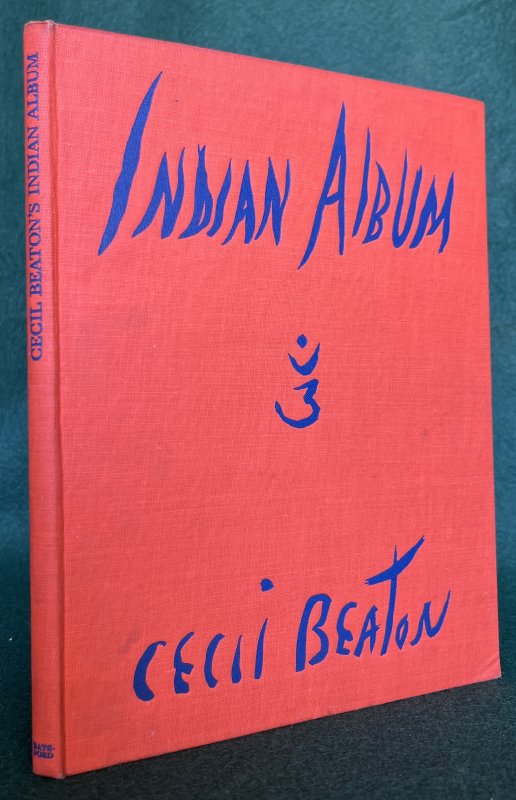 INDIAN ALBUM
ॐ
CECIL BEATON
CECIL BEATON'S INDIAN ALBUM
BATS-
FORD